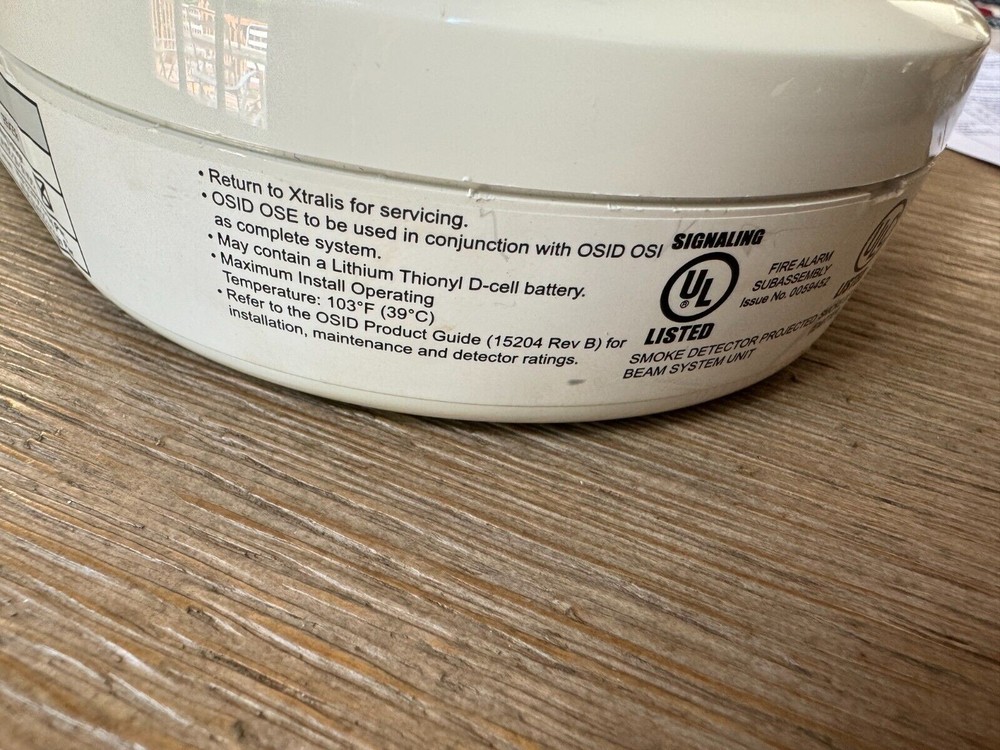 • Return to Xtralis for servicing.
• OSID OSE to be used in conjunction with OSID OSI
as complete system.
• May contain a Lithium Thionyl D-cell battery.
• Maximum Install Operating
Temperature: 103°F (39°C)
• Refer to the OSID Product Guide (15204 Rev B) for
installation, maintenance and detector ratings.
SIGNALING
UL
®
LISTED
FIRE ALARM
SUBASSEMBLY
Issue No. 0059452
SMOKE DETECTOR PROJECTED
BEAM SYSTEM UNIT
UL